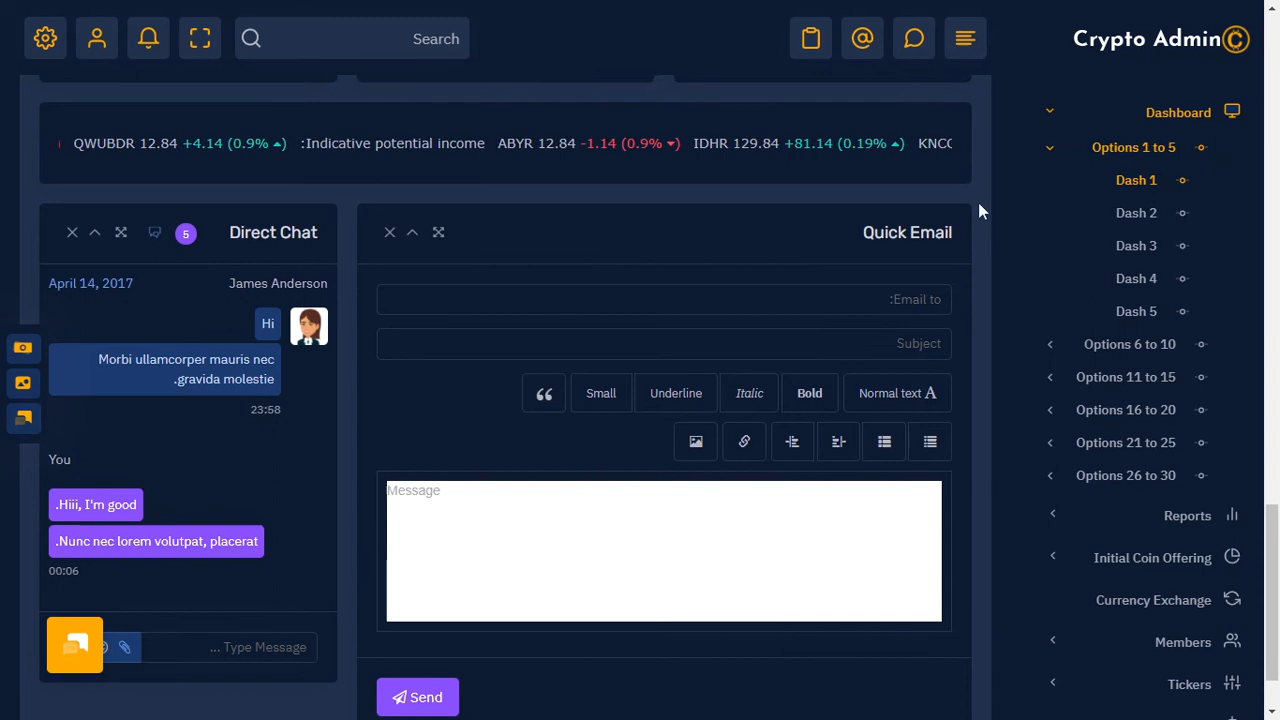 Search
Crypto Admin
QWUBDR 12.84 +4.14 (0.9% ) :Indicative potential income ABYR 12.84 -1.14 (0.9% ) IDHR 129.84 +81.14 (0.19% )
Direct Chat
5
April 14, 2017
James Anderson
Hi
Morbi ullamcorper mauris nec
.gravida molestie
23:58
You
.Hiii, I'm good
.Nunc nec lorem volutpat, placerat
00:06
... Type Message
Quick Email
:Email to
Subject
Small
Underline
Italic
Bold
Normal text
Message
Send
Dashboard
Options 1 to 5
Dash 1
Dash 2
Dash 3
Dash 4
Dash 5
Options 6 to 10
Options 11 to 15
Options 16 to 20
Options 21 to 25
Options 26 to 30
Reports
Initial Coin Offering
Currency Exchange
Members
Tickers